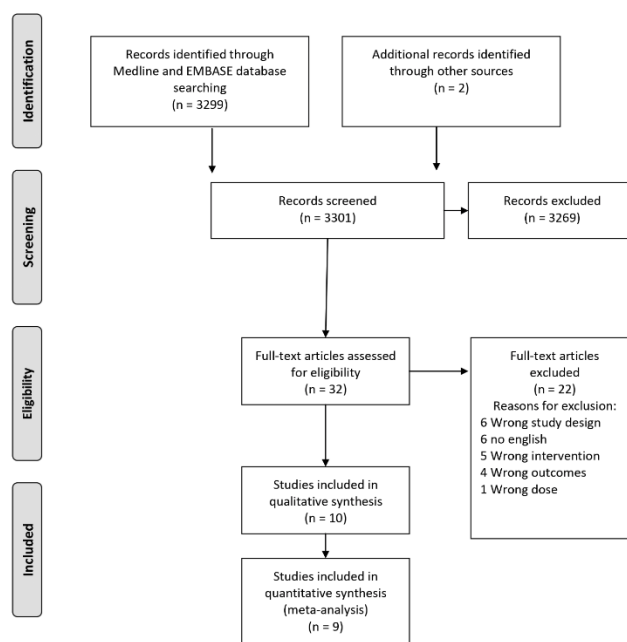 Identification
Records identified through
Medline and EMBASE database
searching
(n = 3299)
Additional records identified
through other sources
(n = 2)
Screening
Records screened
(n = 3301)
Records excluded
(n = 3269)
Eligibility
Full-text articles assessed
for eligibility
(n = 32)
Full-text articles
excluded
(n = 22)
Reasons for exclusion:
6 Wrong study design
6 no english
5 Wrong intervention
4 Wrong outcomes
1 Wrong dose
Studies included in
qualitative synthesis
(n = 10)
Included
Studies included in
quantitative synthesis
(meta-analysis)
(n = 9)